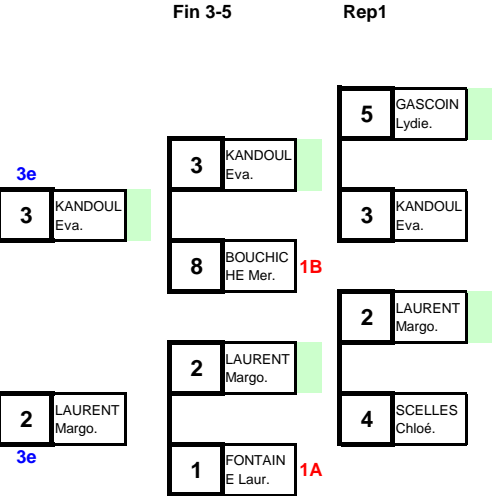 Fin 3-5
Rep1
5
GASCOIN
Lydie.
3
KANDOUL
Eva.
3e
3
KANDOUL
Eva.
3
KANDOUL
Eva.
8
BOUCHIC
HE Mer.
1B
2
LAURENT
Margo.
2
LAURENT
Margo.
2
LAURENT
Margo.
4
SCELLES
Chloé.
3e
1
FONTAIN
E Laur.
1A